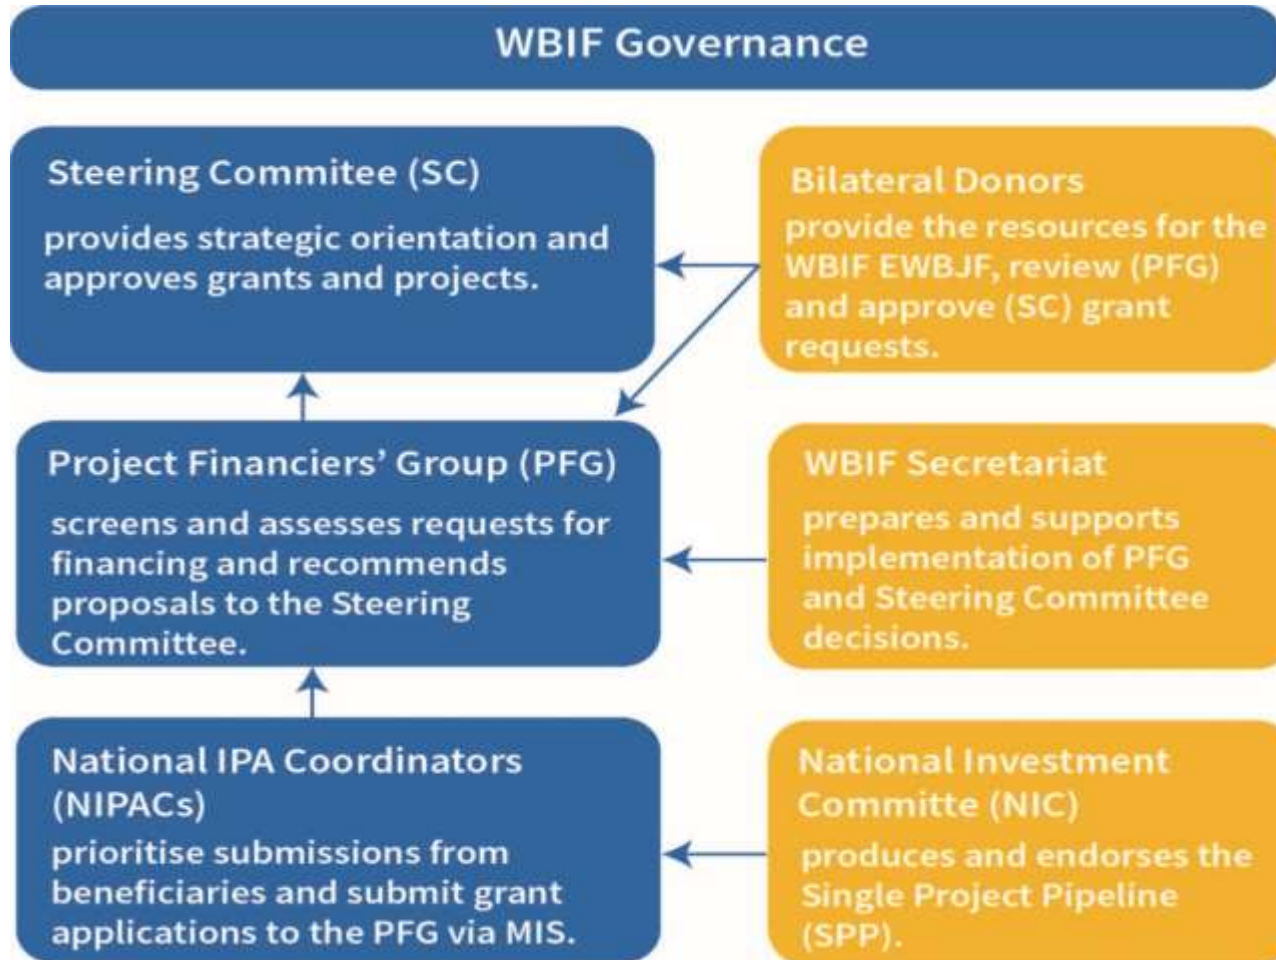 WBIF Governance
Steering Commitee (SC)
provides strategic orientation and
approves grants and projects.
Bilateral Donors
provide the resources for the
WBIF EWBJF, review (PFG)
and approve (SC) grant
requests.
Project Financiers’ Group (PFG)
screens and assesses requests for
financing and recommends
proposals to the Steering
Committee.
WBIF Secretariat
prepares and supports
implementation of PFG
and Steering Committee
decisions.
National IPA Coordinators
(NIPACs)
prioritise submissions from
beneficiaries and submit grant
applications to the PFG via MIS.
National Investment
Committe (NIC)
produces and endorses the
Single Project Pipeline
(SPP).